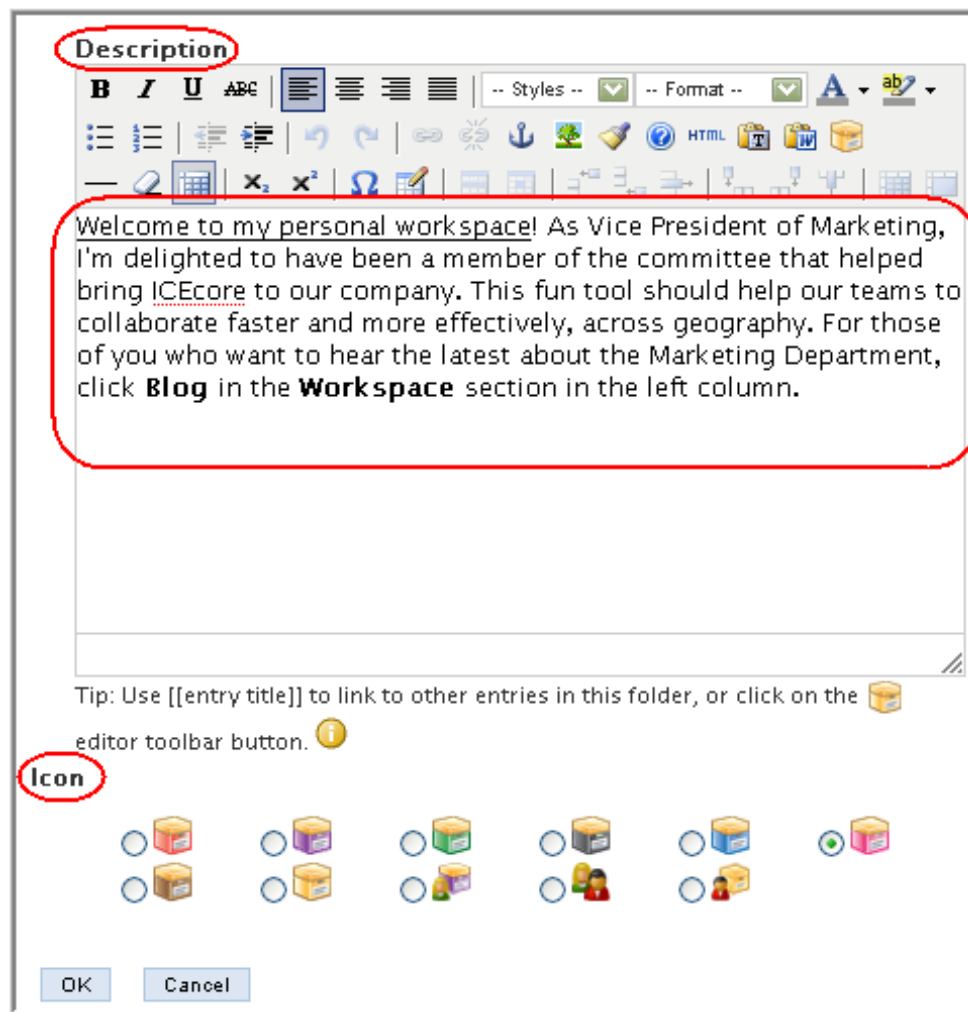 Description
B I U ABC -- Styles -- -- Format -- A ab
HTML T W
x₂ x² Ω
Welcome to my personal workspace! As Vice President of Marketing,
I'm delighted to have been a member of the committee that helped
bring ICEcore to our company. This fun tool should help our teams to
collaborate faster and more effectively, across geography. For those
of you who want to hear the latest about the Marketing Department,
click Blog in the Workspace section in the left column.
Tip: Use [[entry title]] to link to other entries in this folder, or click on the
editor toolbar button. i
Icon
OK Cancel